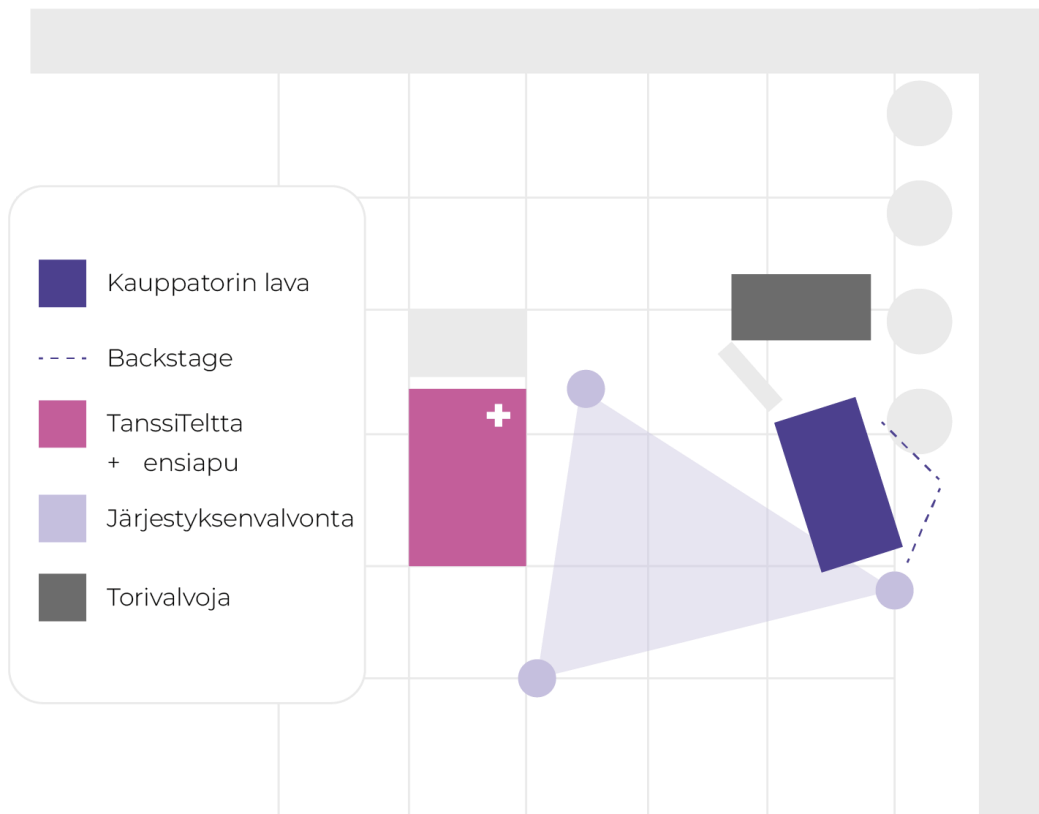 Kauppatorin lava
Backstage
TanssiTeltta
+ ensiapu
Järjestyksenvalvonta
Torivalvoja